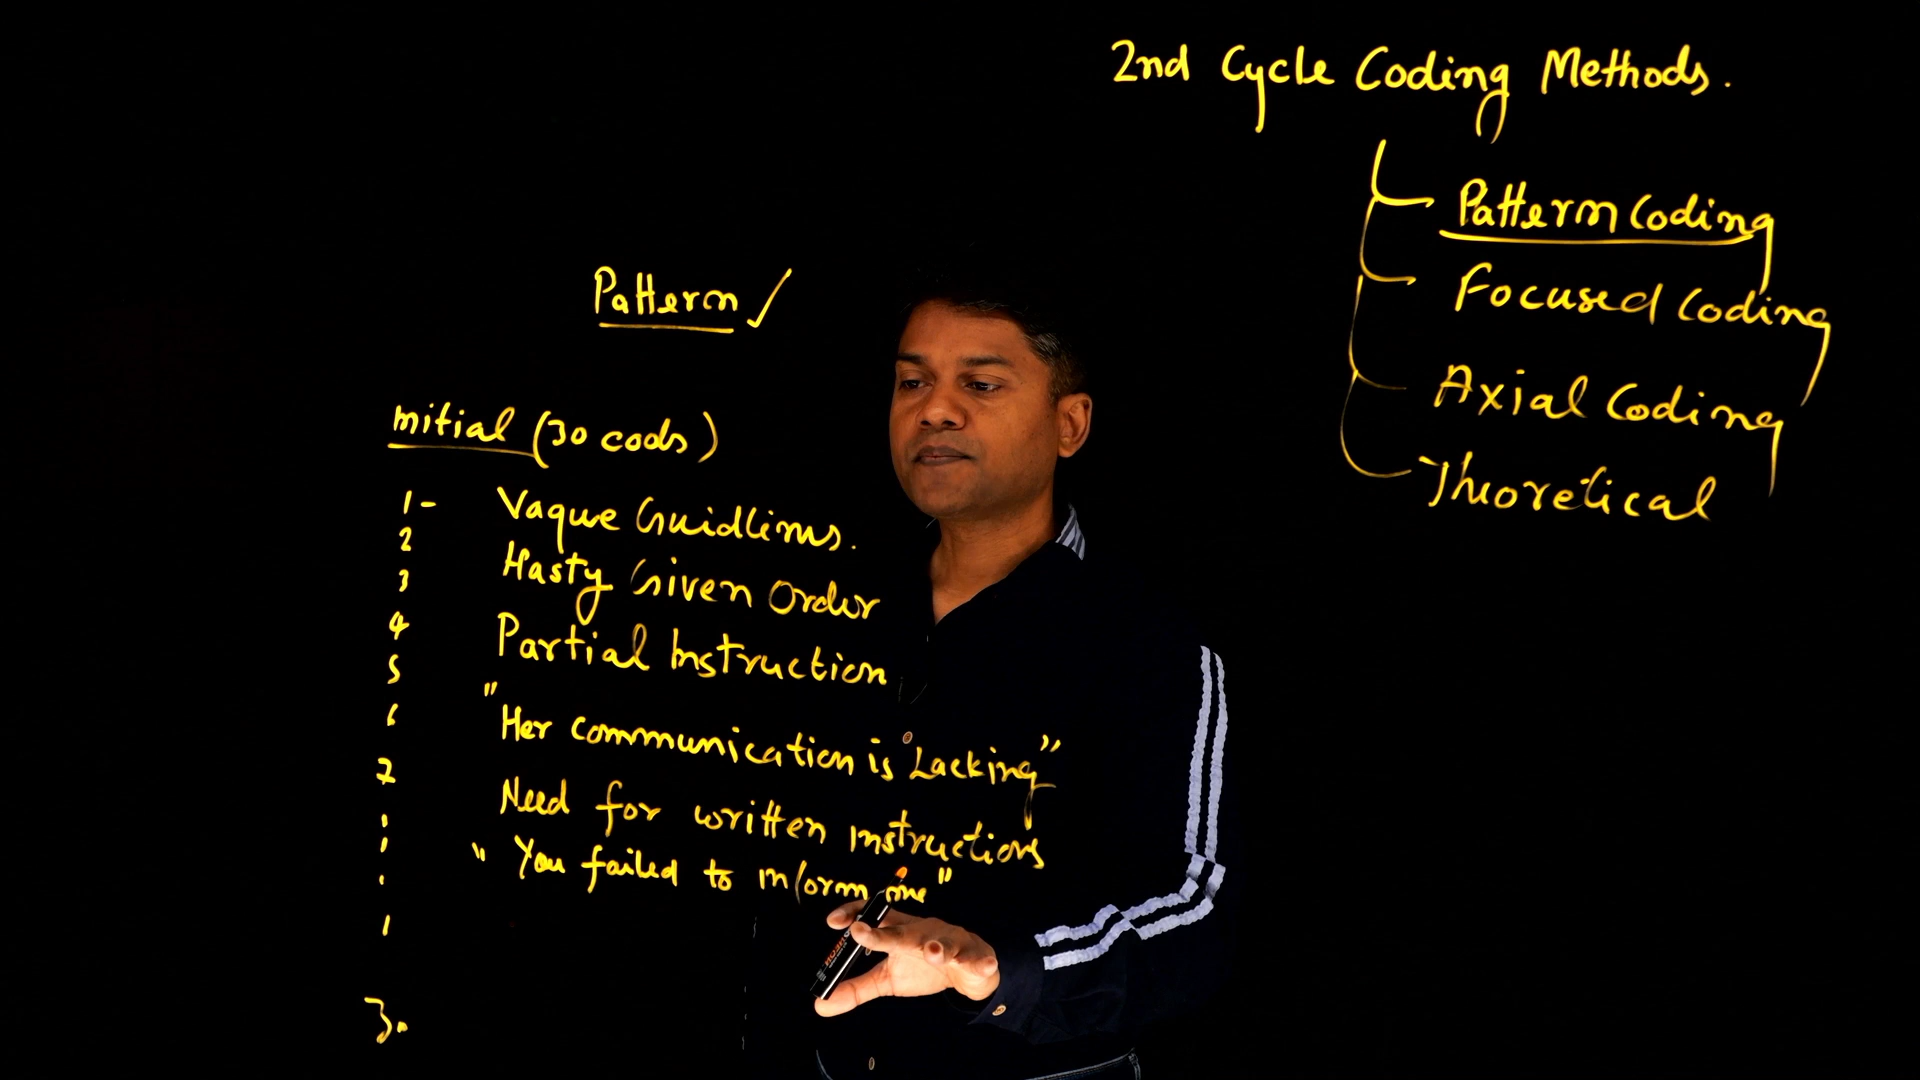 2nd Cycle Coding Methods.
Pattern Coding
Focused Coding
Axial Coding
Theoretical
Pattern ✓
initial (30 cods)
1- Vague Guidlines.
2 Hasty Given Order
3
4 Partial Instruction
5
6 "Her communication is Lacking"
7 Need for written instructions
"You failed to inform me"
30